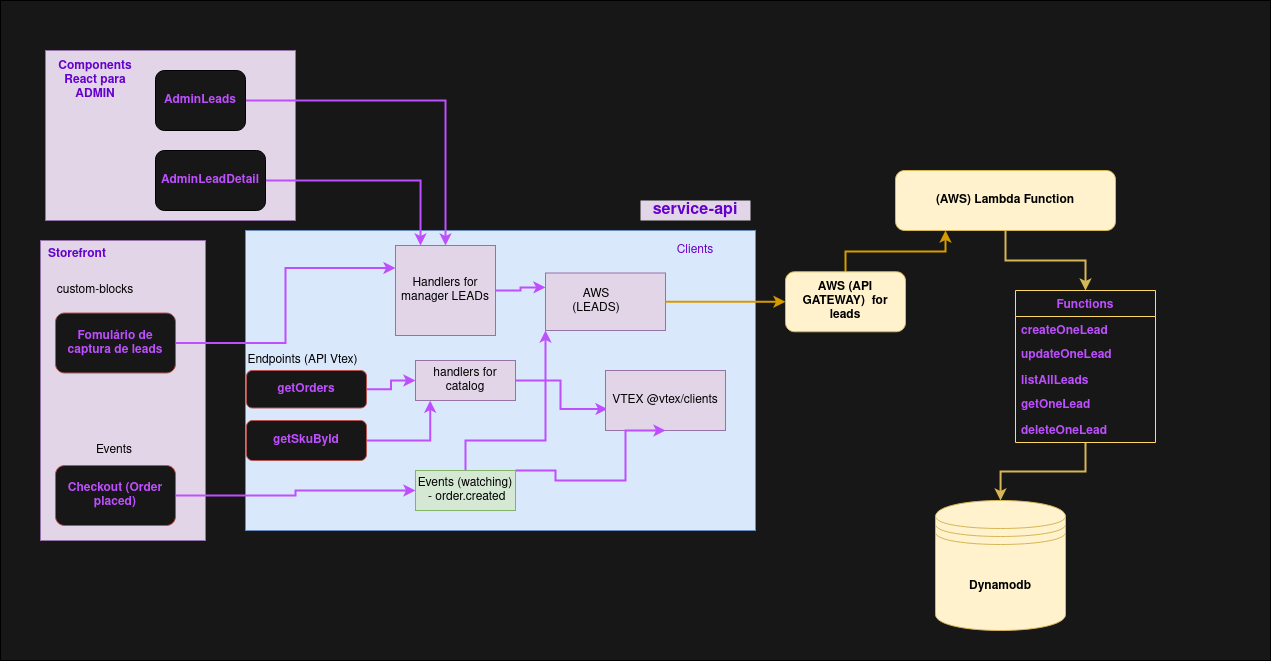 Components
React para
ADMIN
AdminLeads
AdminLeadDetail
Storefront
custom-blocks
Fomulário de
captura de leads
Events
Checkout (Order
placed)
service-api
Clients
Handlers for
manager LEADs
AWS
(LEADS)
Endpoints (API Vtex)
getOrders
getSkuById
handlers for
catalog
VTEX @vtex/clients
Events (watching)
- order.created
AWS (API
GATEWAY) for
leads
(AWS) Lambda Function
Functions
createOneLead
updateOneLead
listAllLeads
getOneLead
deleteOneLead
Dynamodb